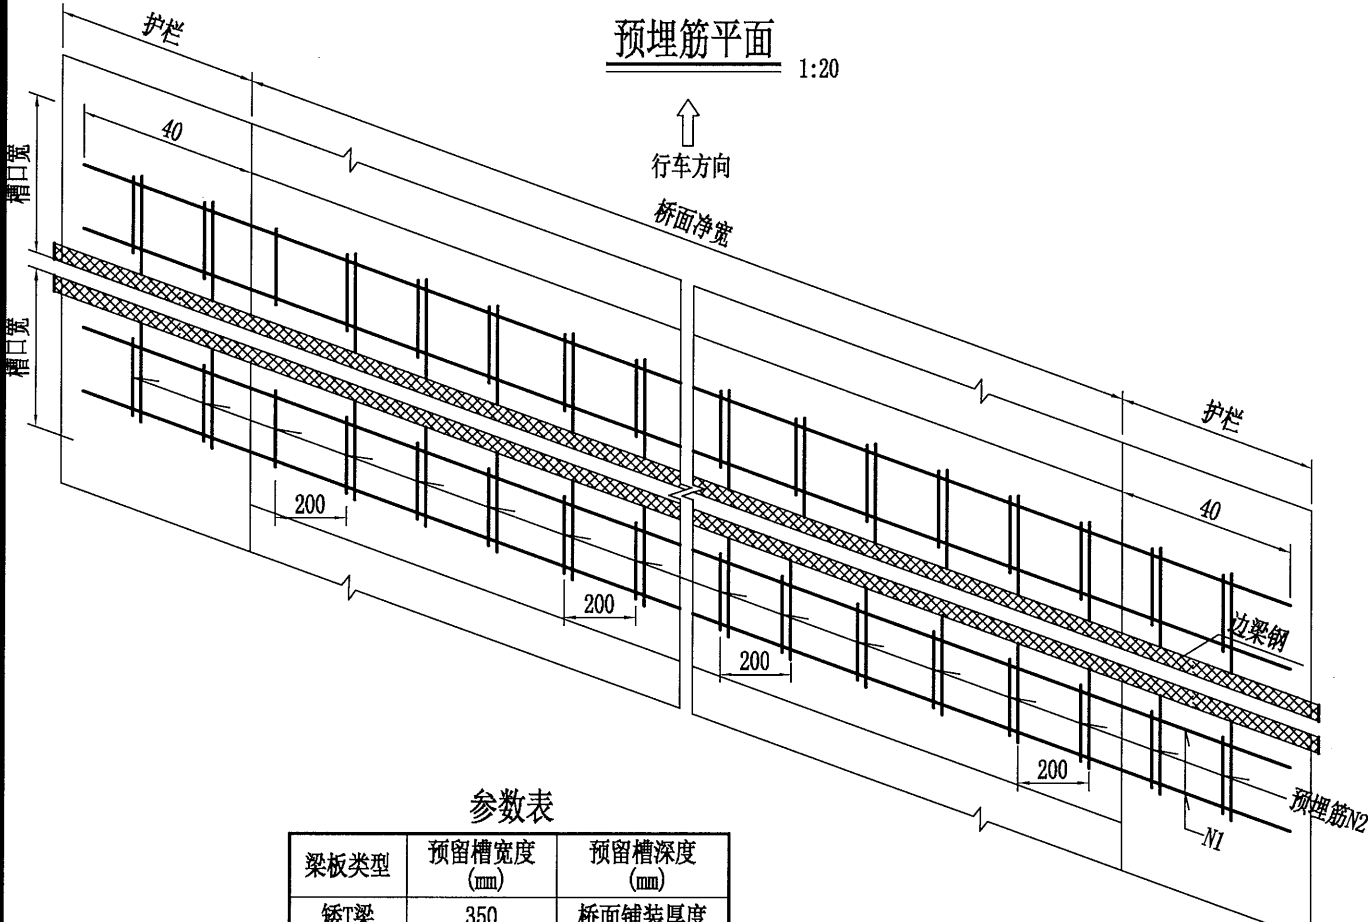 护栏
预埋筋平面
1:20
行车方向
40
槽口宽
桥面净宽
槽口宽
护栏
40
200
200
200
200
边梁钢
预埋筋N2
N1
参数表
梁板类型 预留槽宽度(mm) 预留槽深度(mm)
矮T梁 350 桥面铺装厚度